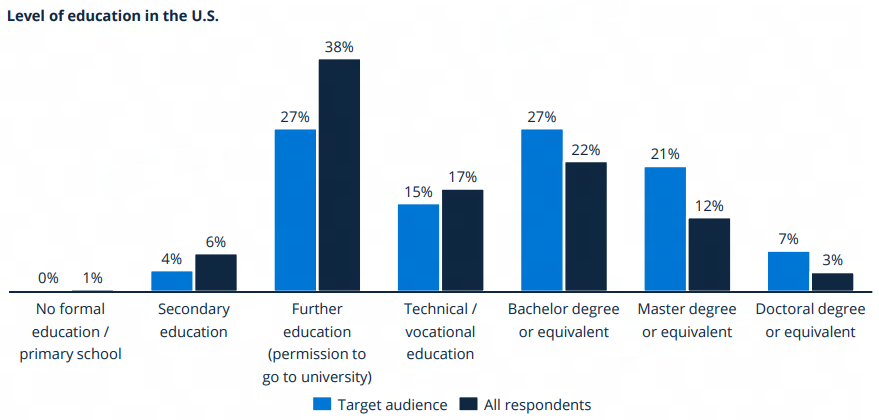 Level of education in the U.S.
38%
27%
27%
22%
21%
17%
15%
12%
7%
6%
4%
3%
0%
1%
No formal
education /
primary school
Secondary
education
Further
education
(permission to
go to university)
Technical /
vocational
education
Bachelor degree
or equivalent
Master degree
or equivalent
Doctoral degree
or equivalent
Target audience
All respondents